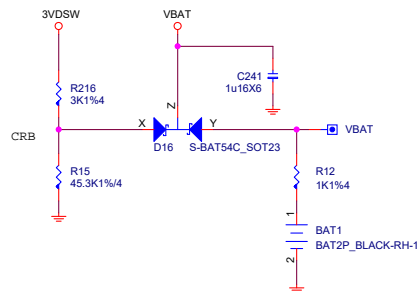 3VDSW
VBAT
R216
3K1%4
C241
1u16X6
CRB
X
Z
Y
VBAT
D16
S-BAT54C_SOT23
R15
45.3K1%/4
R12
1K1%4
1
BAT1
BAT2P_BLACK-RH-1
2